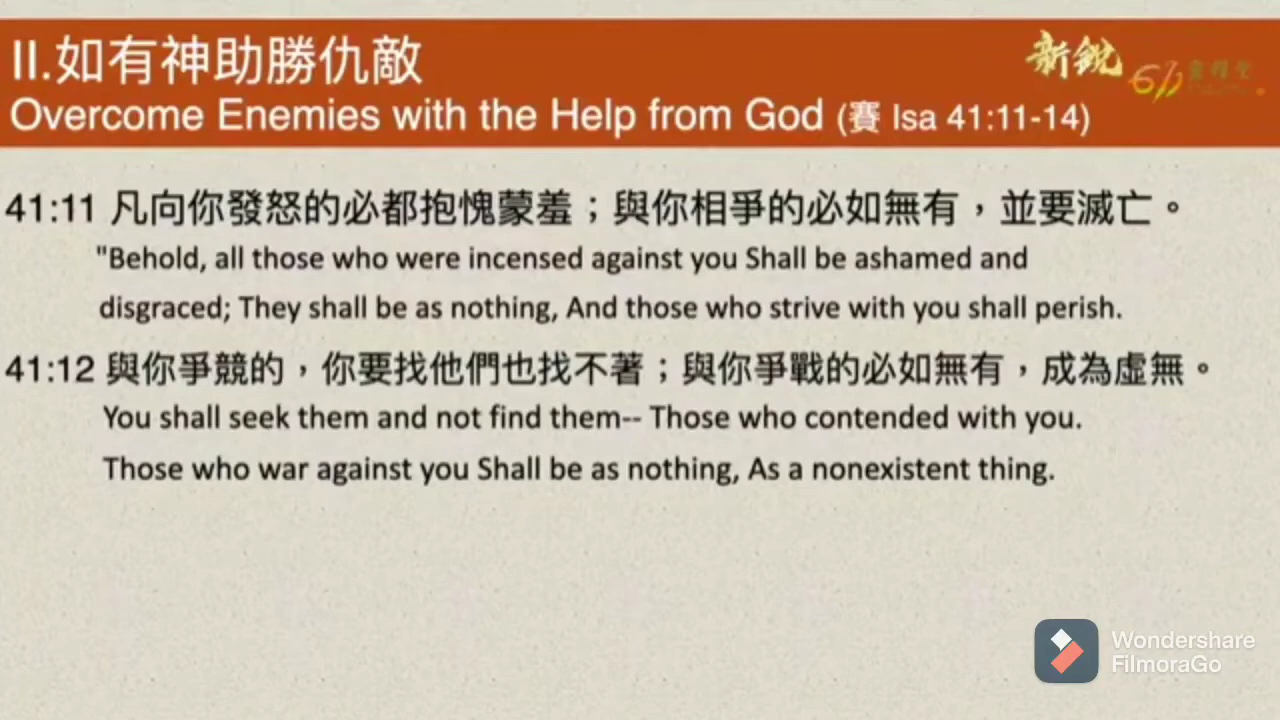 II.如有神助勝仇敵
新銳
611
Overcome Enemies with the Help from God (賽 Isa 41:11-14)
41:11 凡向你發怒的必都抱愧蒙羞；與你相爭的必如無有，並要滅亡。
"Behold, all those who were incensed against you Shall be ashamed and
disgraced; They shall be as nothing, And those who strive with you shall perish.
41:12 與你爭競的，你要找他們也找不著；與你爭戰的必如無有，成為虛無。
You shall seek them and not find them-- Those who contended with you.
Those who war against you Shall be as nothing, As a nonexistent thing.
Wondershare
FilmoraGo